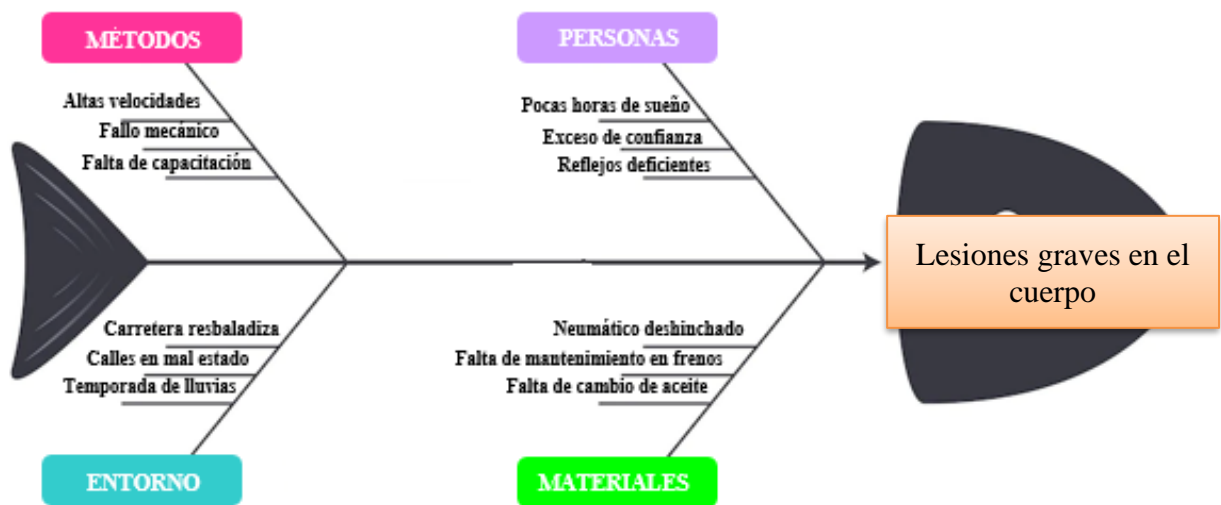 MÉTODOS
Altas velocidades
Fallo mecánico
Falta de capacitación
PERSONAS
Pocas horas de sueño
Exceso de confianza
Reflejos deficientes
Lesiones graves en el
cuerpo
Carretera resbaladiza
Calles en mal estado
Temporada de lluvias
ENTORNO
Neumático deshinchado
Falta de mantenimiento en frenos
Falta de cambio de aceite
MATERIALES